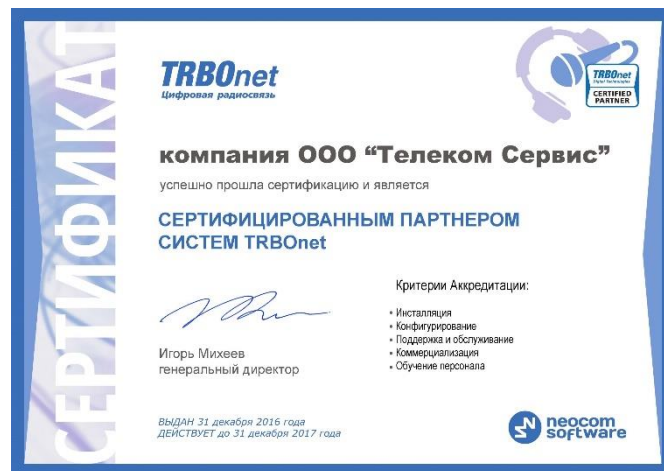 СЕРТИФИКАТ
TRBOnet
Цифровая радиосвязь
TRBOnet
CERTIFIED
PARTNER
компания ООО “Телеком Сервис”
успешно прошла сертификацию и является
СЕРТИФИЦИРОВАННЫМ ПАРТНЕРОМ
СИСТЕМ TRBOnet
Критерии Аккредитации:
• Инсталляция
• Конфигурирование
• Поддержка и обслуживание
• Коммерциализация
• Обучение персонала
Игорь Михеев
генеральный директор
ВЫДАН 31 декабря 2016 года
ДЕЙСТВУЕТ до 31 декабря 2017 года
neocom
software